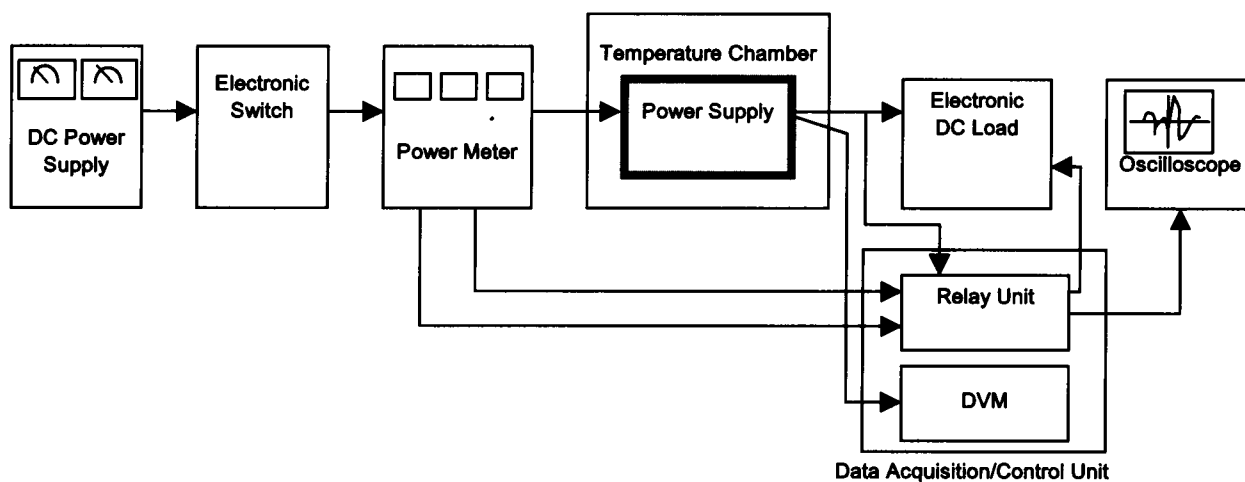 DC Power
Supply
Electronic
Switch
Power Meter
Temperature Chamber
Power Supply
Electronic
DC Load
Oscilloscope
Relay Unit
DVM
Data Acquisition/Control Unit